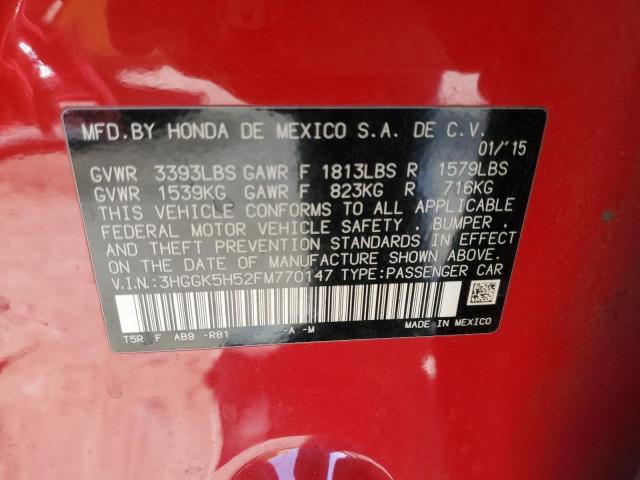 MFD.BY HONDA DE MEXICO S.A. DE C.V.
01/'15
GVWR 3393LBS GAWR F 1813LBS R 1579LBS
GVWR 1539KG GAWR F 823KG R 716KG
THIS VEHICLE CONFORMS TO ALL APPLICABLE
FEDERAL MOTOR VEHICLE SAFETY . BUMPER .
AND THEFT PREVENTION STANDARDS IN EFFECT
ON THE DATE OF MANUFACTURE SHOWN ABOVE.
V.I.N.:3HGGK5H52FM770147 TYPE:PASSENGER CAR
T5R F AB9 -R81 -A -M MADE IN MEXICO